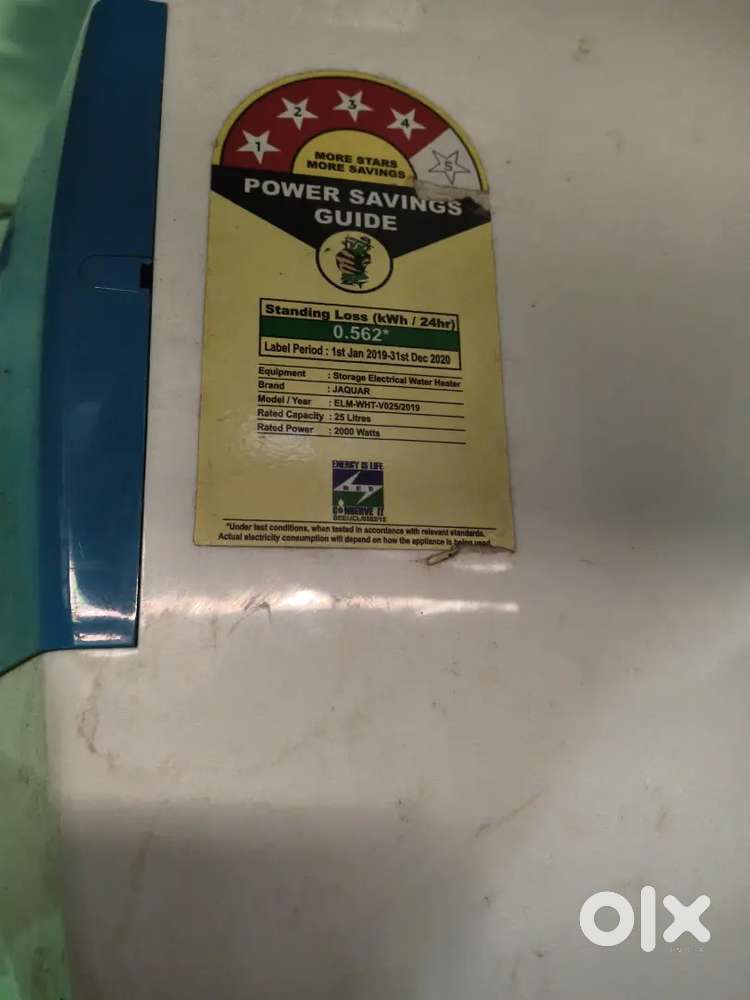 1 2 3 4 5
MORE STARS
MORE SAVINGS
POWER SAVINGS
GUIDE
Standing Loss (kWh / 24hr)
0.562*
Label Period : 1st Jan 2019-31st Dec 2020
Equipment : Storage Electrical Water Heater
Brand : JAQUAR
Model / Year : ELM-WHT-V025/2019
Rated Capacity : 25 Litres
Rated Power : 2000 Watts
ENERGY IS LIFE
BEE
CONSERVE IT
*Under test conditions, when tested in accordance with relevant standards.
Actual electricity consumption will depend on how the appliance is being used.
olx